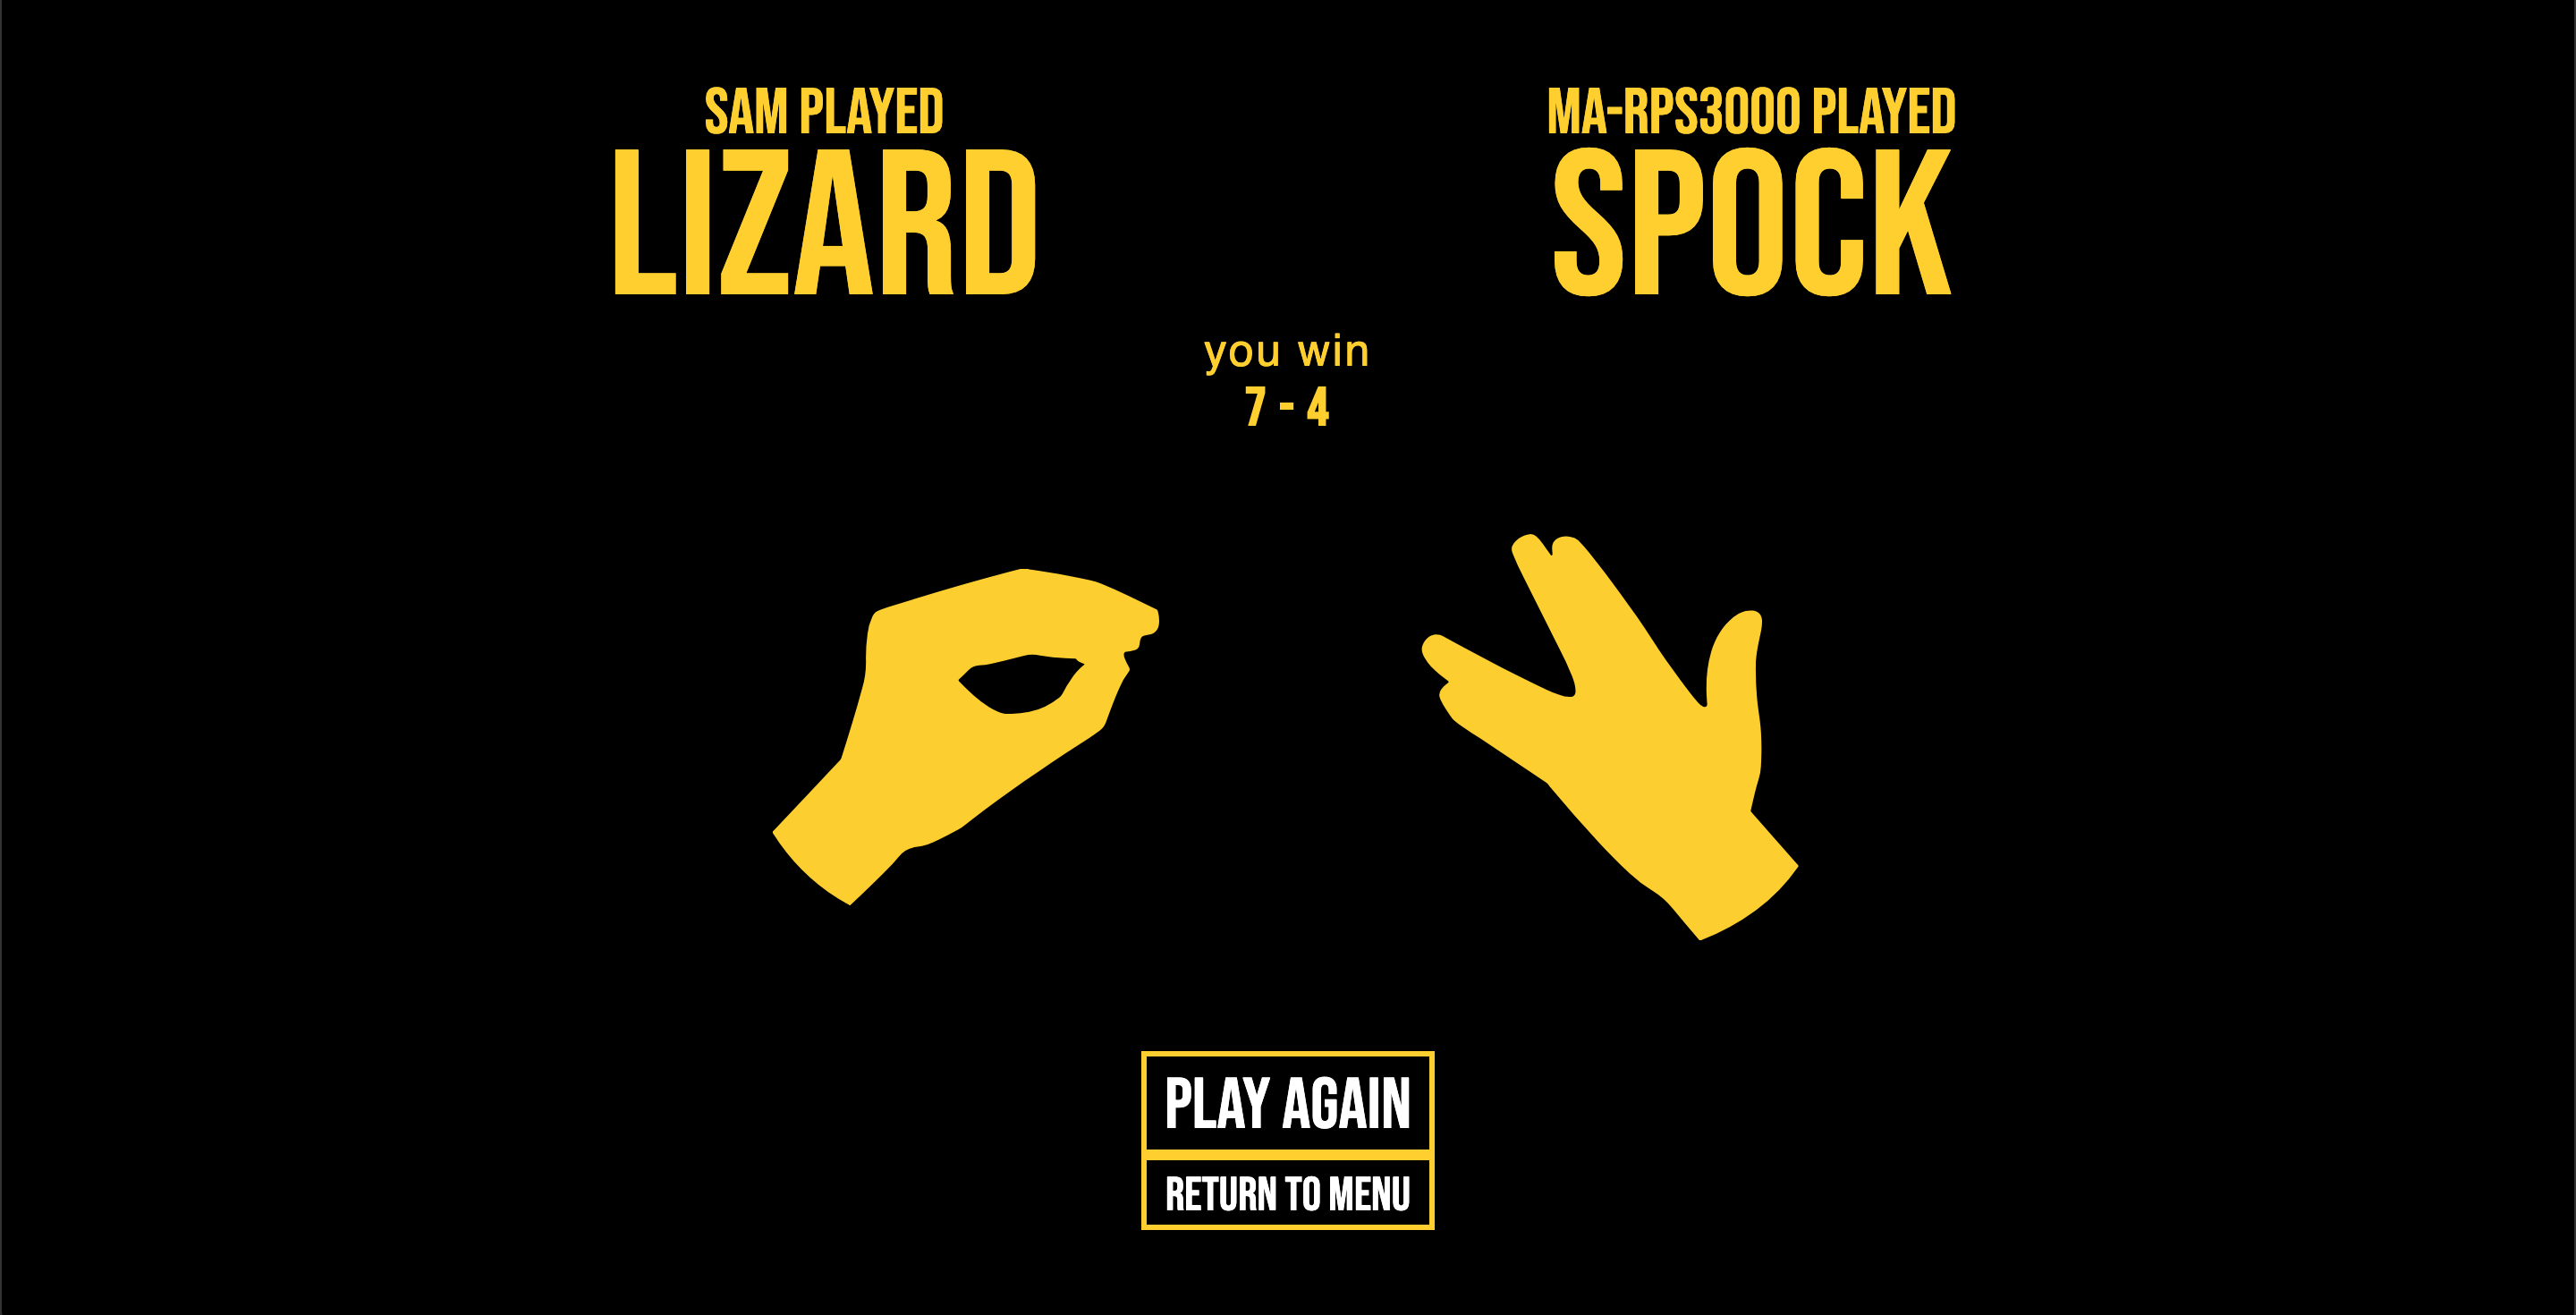 SAM PLAYED
LIZARD
MA-RPS3000 PLAYED
SPOCK
you win
7 - 4
PLAY AGAIN
RETURN TO MENU